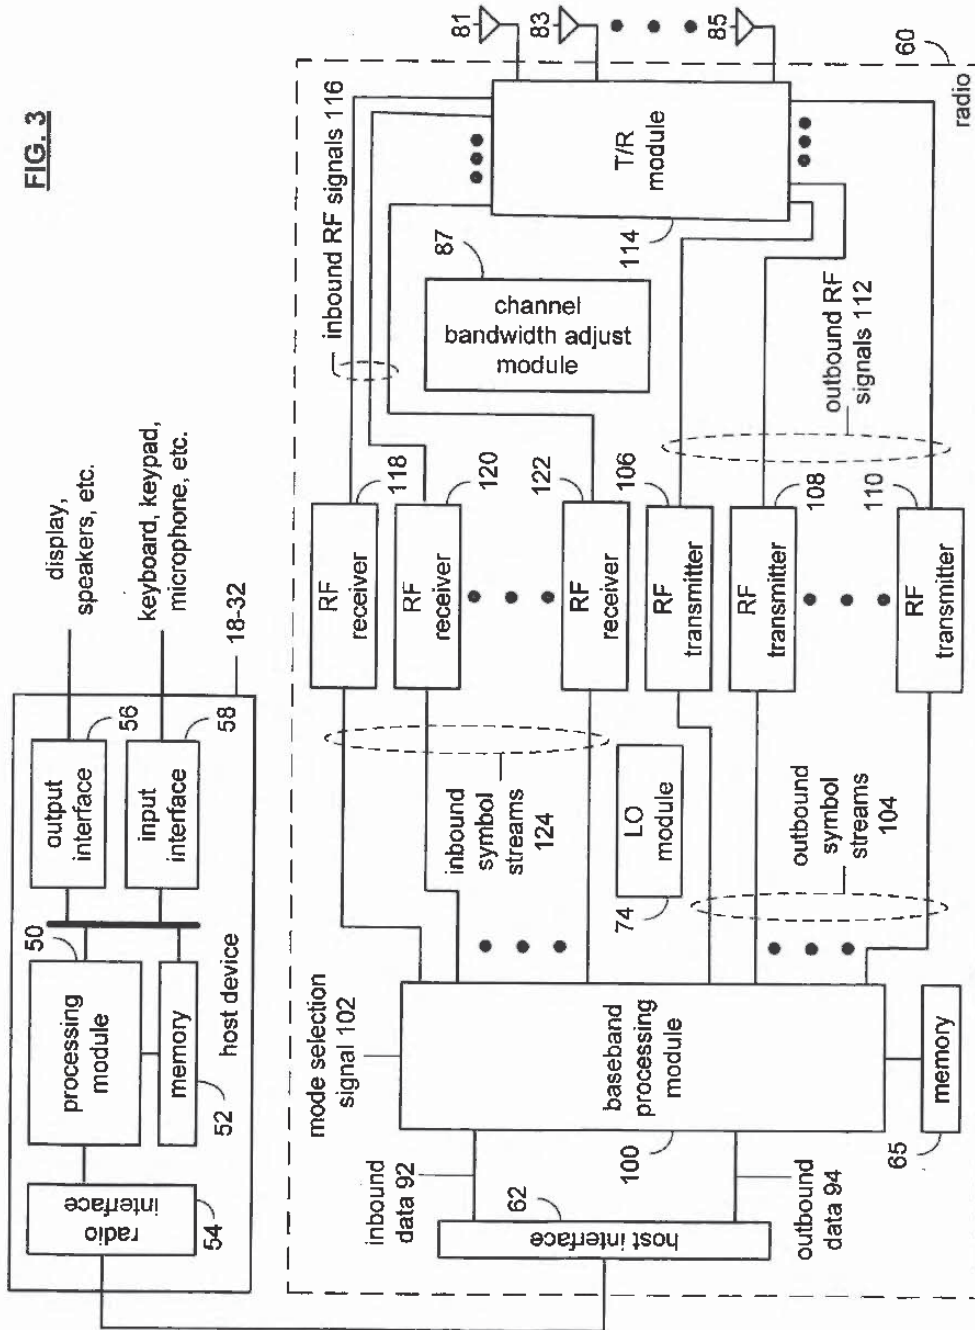 FIG. 3
display,
speakers, etc.
keyboard, keypad,
microphone, etc.
18-32
output
interface
56
input
interface
58
processing
module
50
memory
52
host device
radio
interface
54
81
83
85
60
radio
inbound RF signals 116
T/R
module
114
87
channel
bandwidth adjust
module
outbound RF
signals 112
RF
receiver
118
RF
receiver
120
RF
receiver
122
RF
transmitter
106
RF
transmitter
108
RF
transmitter
110
inbound
symbol
streams
124
LO
module
74
outbound
symbol
streams
104
mode selection
signal 102
baseband
processing
module
100
memory
65
inbound
data 92
62
host interface
outbound
data 94